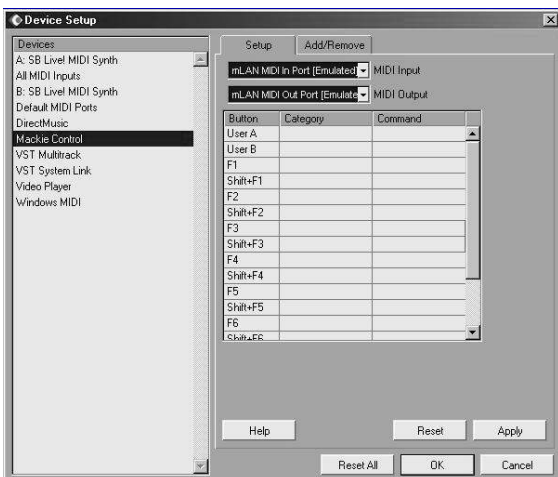 Device Setup
Devices
A: SB Live! MIDI Synth
All MIDI Inputs
B: SB Live! MIDI Synth
Default MIDI Ports
DirectMusic
Mackie Control
VST Multitrack
VST System Link
Video Player
Windows MIDI
Setup Add/Remove
mLAN MIDI In Port [Emulated] MIDI Input
mLAN MIDI Out Port [Emulate MIDI Output
Button Category Command
User A
User B
F1
Shift+F1
F2
Shift+F2
F3
Shift+F3
F4
Shift+F4
F5
Shift+F5
F6
Shift+F6
Help Reset Apply
Reset All OK Cancel